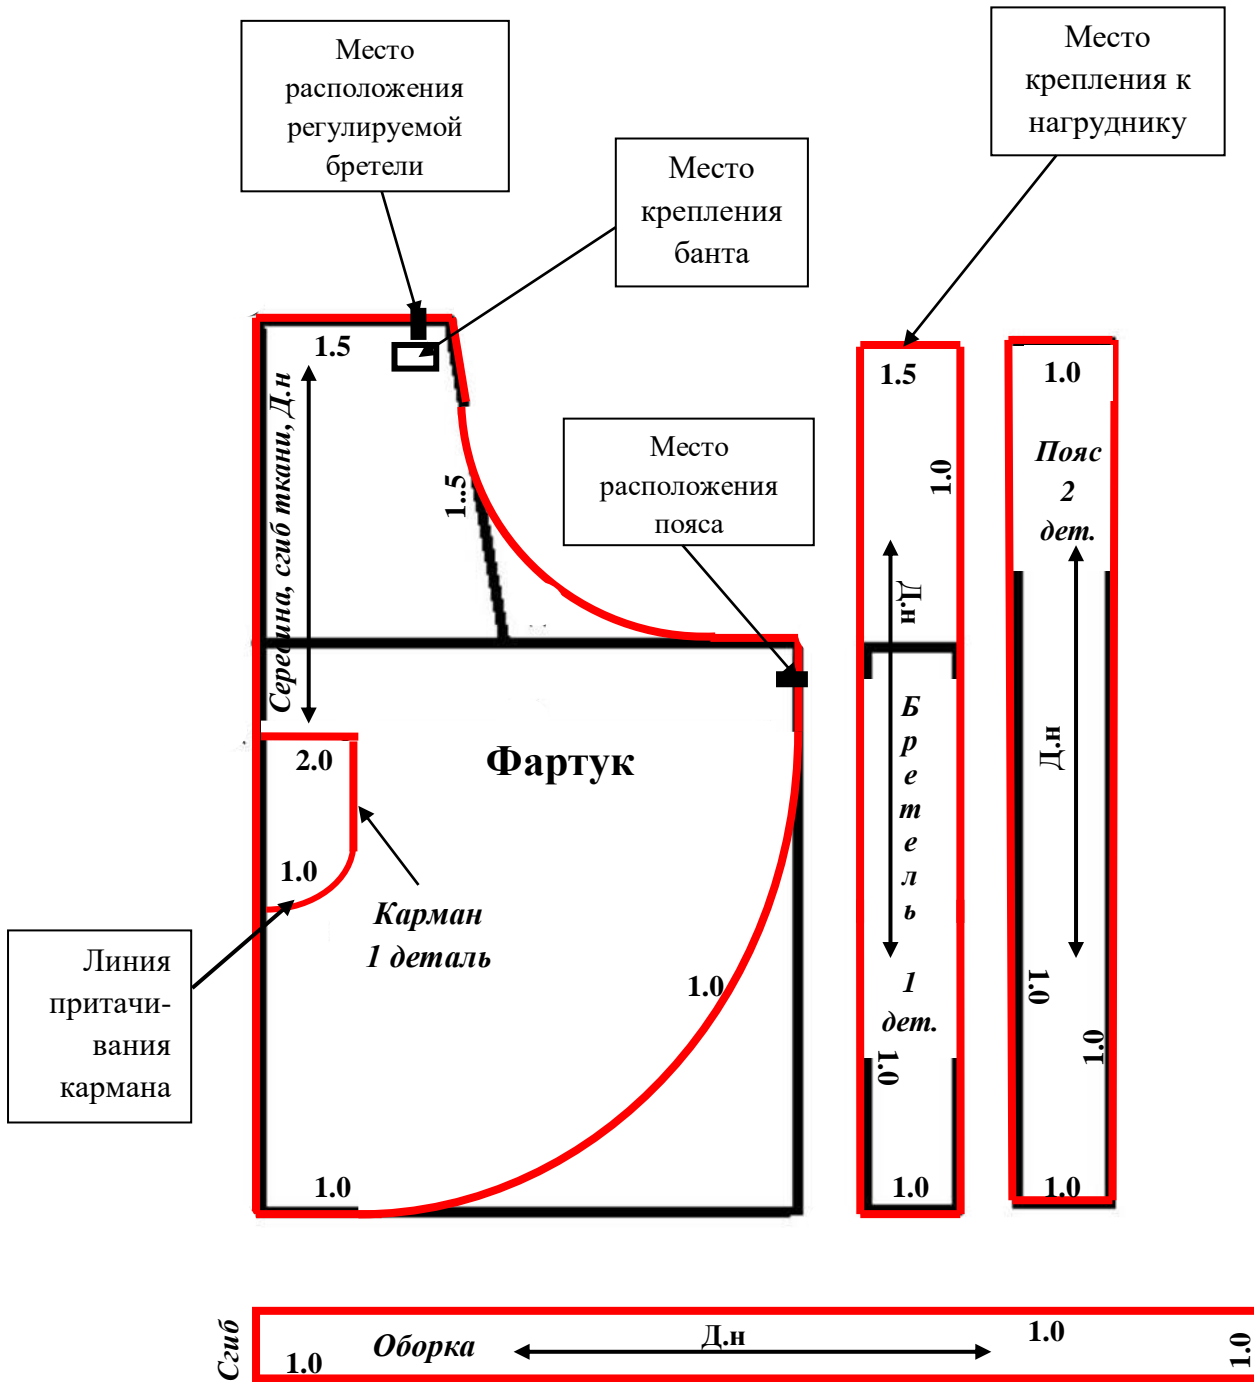 Место
расположения
регулируемой
бретели
Место
крепления
банта
Место
крепления к
нагруднику
1.5
Середина, сгиб ткани, Д.н
1..5
Место
расположения
пояса
1.5
1.0
Д.н
Б
р
е
т
е
л
ь
1
дет.
1.0
1.0
1.0
Пояс
2
дет.
Д.н
1.0
1.0
1.0
Фартук
2.0
1.0
Карман
1 деталь
Линия
притачи-
вания
кармана
1.0
1.0
Сгиб
1.0
Оборка
Д.н
1.0
1.0